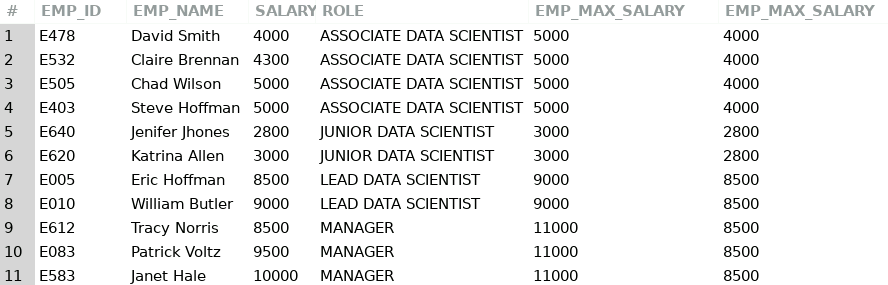 # EMP_ID EMP_NAME SALARY ROLE EMP_MAX_SALARY EMP_MAX_SALARY
1 E478 David Smith 4000 ASSOCIATE DATA SCIENTIST 5000 4000
2 E532 Claire Brennan 4300 ASSOCIATE DATA SCIENTIST 5000 4000
3 E505 Chad Wilson 5000 ASSOCIATE DATA SCIENTIST 5000 4000
4 E403 Steve Hoffman 5000 ASSOCIATE DATA SCIENTIST 5000 4000
5 E640 Jenifer Jhones 2800 JUNIOR DATA SCIENTIST 3000 2800
6 E620 Katrina Allen 3000 JUNIOR DATA SCIENTIST 3000 2800
7 E005 Eric Hoffman 8500 LEAD DATA SCIENTIST 9000 8500
8 E010 William Butler 9000 LEAD DATA SCIENTIST 9000 8500
9 E612 Tracy Norris 8500 MANAGER 11000 8500
10 E083 Patrick Voltz 9500 MANAGER 11000 8500
11 E583 Janet Hale 10000 MANAGER 11000 8500